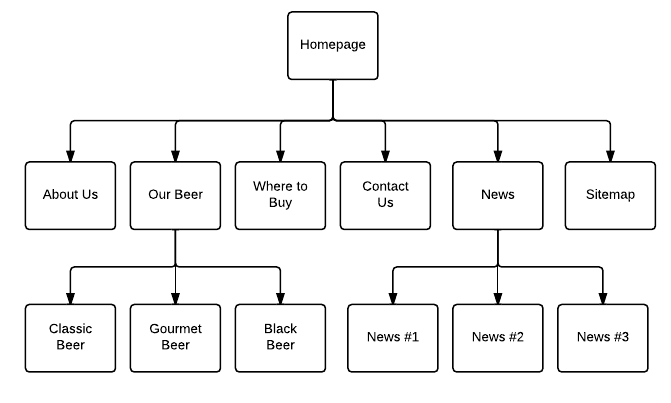 Homepage
About Us
Our Beer
Where to
Buy
Contact
Us
News
Sitemap
Classic
Beer
Gourmet
Beer
Black
Beer
News #1
News #2
News #3